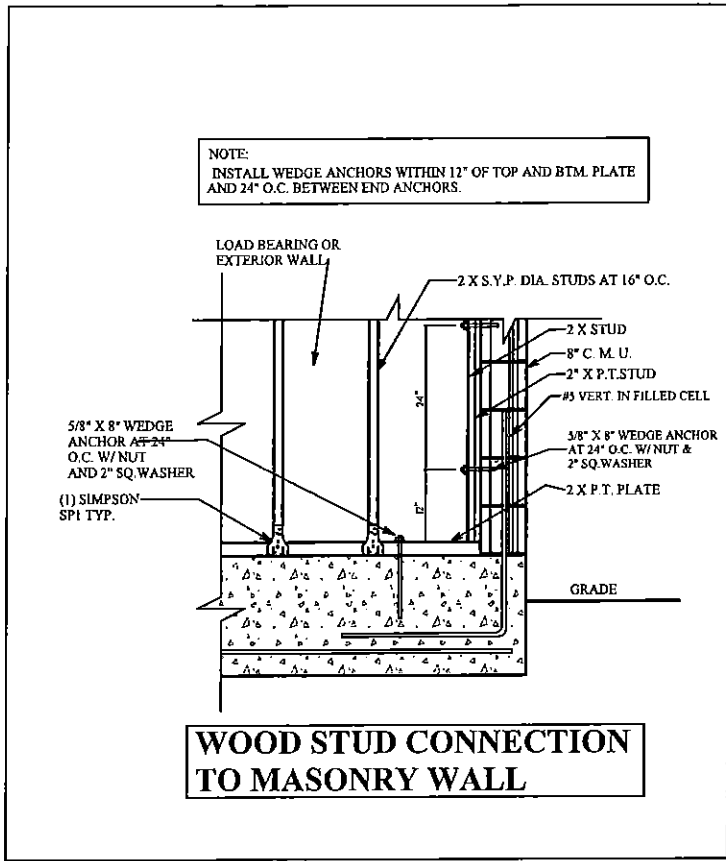 NOTE:
INSTALL WEDGE ANCHORS WITHIN 12" OF TOP AND BTM. PLATE
AND 24" O.C. BETWEEN END ANCHORS.
LOAD BEARING OR
EXTERIOR WALL
2 X S.Y.P. DIA. STUDS AT 16" O.C.
2 X STUD
8" C. M. U.
2" X P.T.STUD
#5 VERT. IN FILLED CELL
5/8" X 8" WEDGE ANCHOR
AT 24" O.C. W/ NUT &
2" SQ.WASHER
2 X P.T. PLATE
24"
12"
5/8" X 8" WEDGE
ANCHOR AT 24"
O.C. W/ NUT
AND 2" SQ.WASHER
(1) SIMPSON
SP1 TYP.
GRADE
WOOD STUD CONNECTION
TO MASONRY WALL